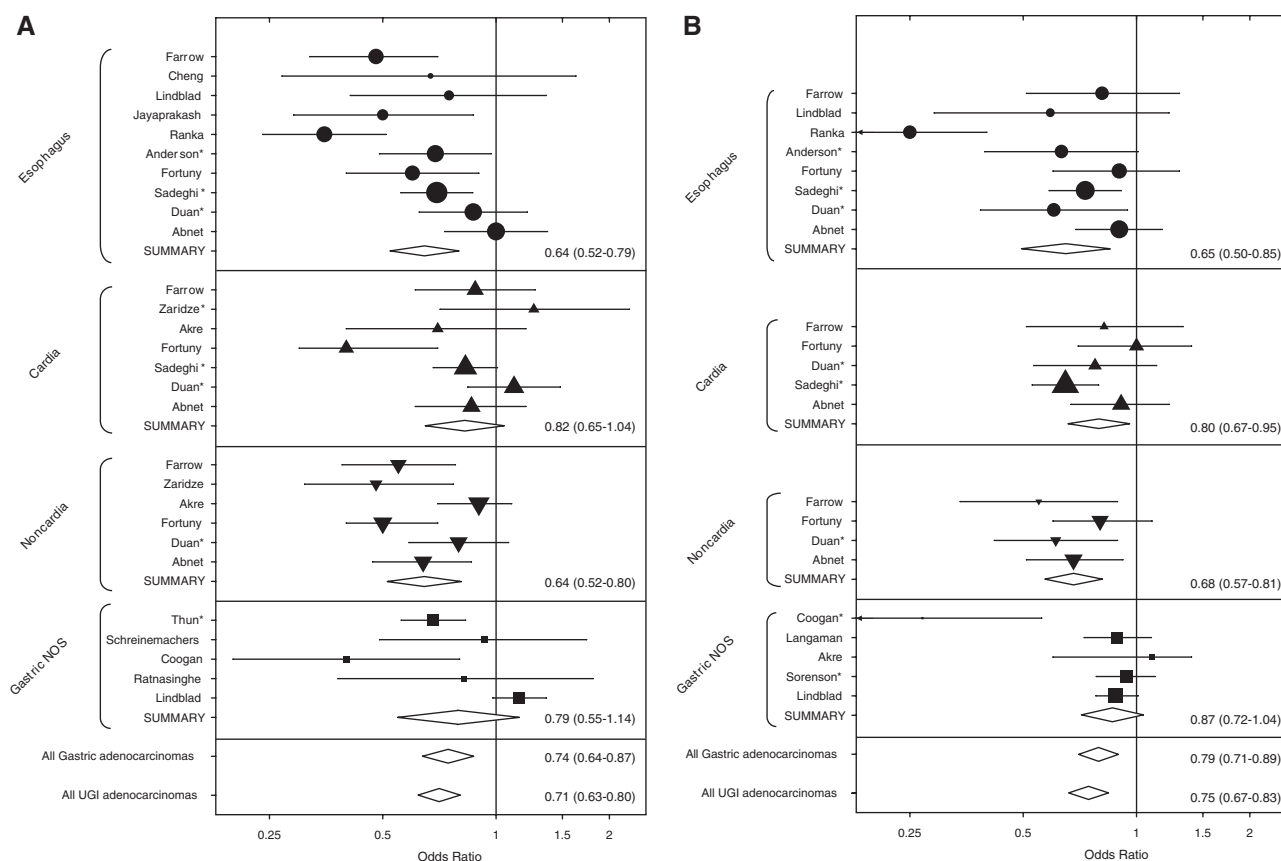 A
Esophagus
Farrow
Cheng
Lindblad
Jayaprakash
Ranka
Anderson*
Fortuny
Sadeghi *
Duan*
Abnet
SUMMARY 0.64 (0.52-0.79)
Cardia
Farrow
Zaridze*
Akre
Fortuny
Sadeghi *
Duan*
Abnet
SUMMARY 0.82 (0.65-1.04)
Noncardia
Farrow
Zaridze
Akre
Fortuny
Duan*
Abnet
SUMMARY 0.64 (0.52-0.80)
Gastric NOS
Thun*
Schreinemachers
Coogan
Ratnasinghe
Lindblad
SUMMARY 0.79 (0.55-1.14)
All Gastric adenocarcinomas 0.74 (0.64-0.87)
All UGI adenocarcinomas 0.71 (0.63-0.80)
0.25 0.5 1 1.5 2
Odds Ratio
B
Esophagus
Farrow
Lindblad
Ranka
Anderson*
Fortuny
Sadeghi*
Duan*
Abnet
SUMMARY 0.65 (0.50-0.85)
Cardia
Farrow
Fortuny
Duan*
Sadeghi*
Abnet
SUMMARY 0.80 (0.67-0.95)
Noncardia
Farrow
Fortuny
Duan*
Abnet
SUMMARY 0.68 (0.57-0.81)
Gastric NOS
Coogan*
Langaman
Akre
Sorenson*
Lindblad
SUMMARY 0.87 (0.72-1.04)
All Gastric adenocarcinomas 0.79 (0.71-0.89)
All UGI adenocarcinomas 0.75 (0.67-0.83)
0.25 0.5 1 1.5 2
Odds Ratio